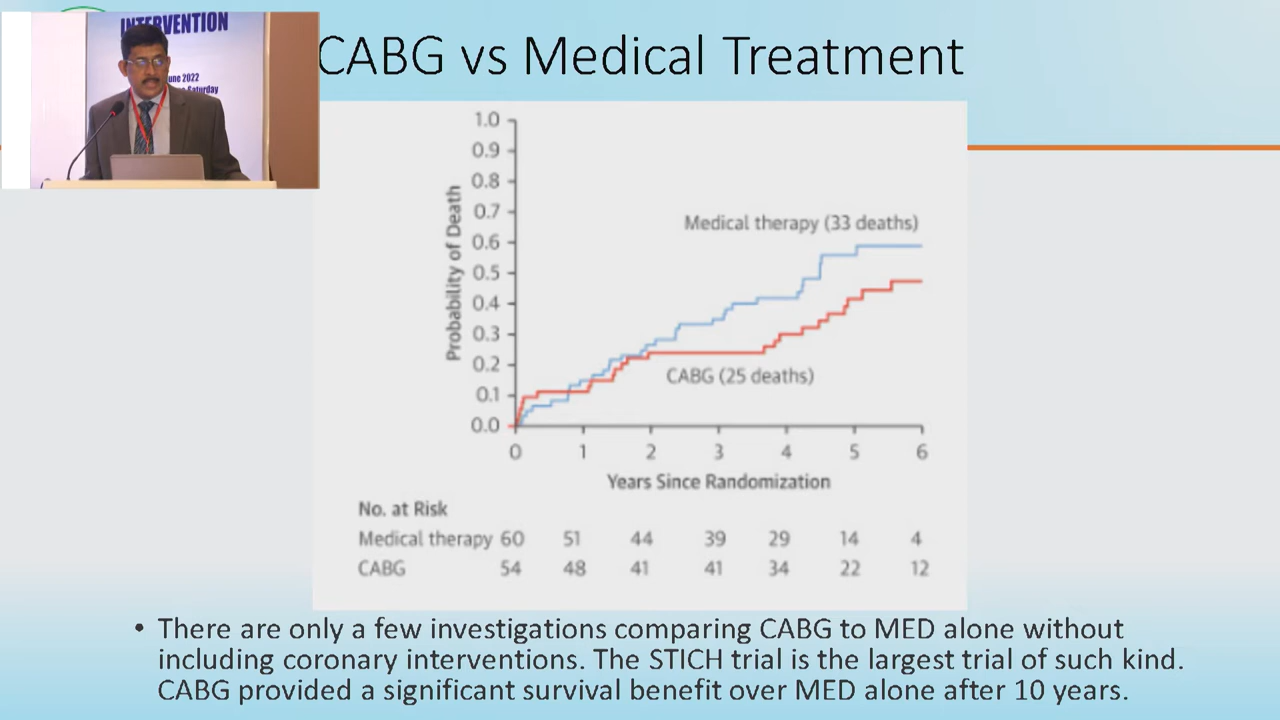 INTERVENTION
une 2022
Saturday
CABG vs Medical Treatment
1.0
0.9
0.8
0.7
0.6
0.5
0.4
0.3
0.2
0.1
0.0
Probability of Death
Medical therapy (33 deaths)
CABG (25 deaths)
0 1 2 3 4 5 6
Years Since Randomization
No. at Risk
Medical therapy 60 51 44 39 29 14 4
CABG 54 48 41 41 34 22 12
• There are only a few investigations comparing CABG to MED alone without
including coronary interventions. The STICH trial is the largest trial of such kind.
CABG provided a significant survival benefit over MED alone after 10 years.